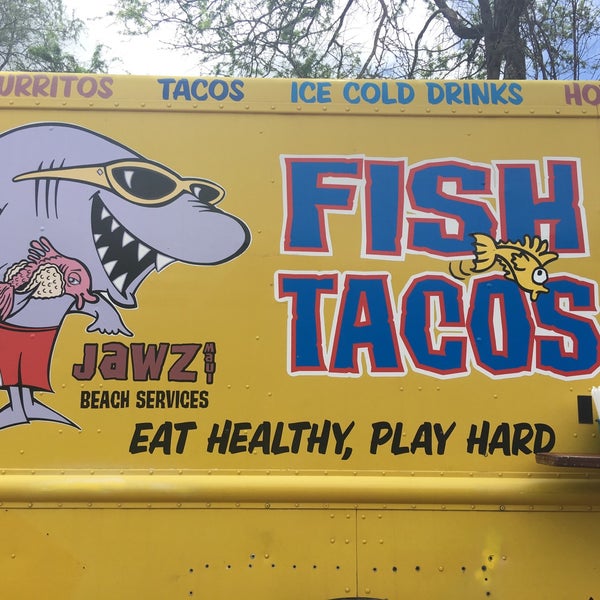 URRITOS TACOS ICE COLD DRINKS HO
FISH
TACOS
JAWZ MAUI
BEACH SERVICES
EAT HEALTHY, PLAY HARD